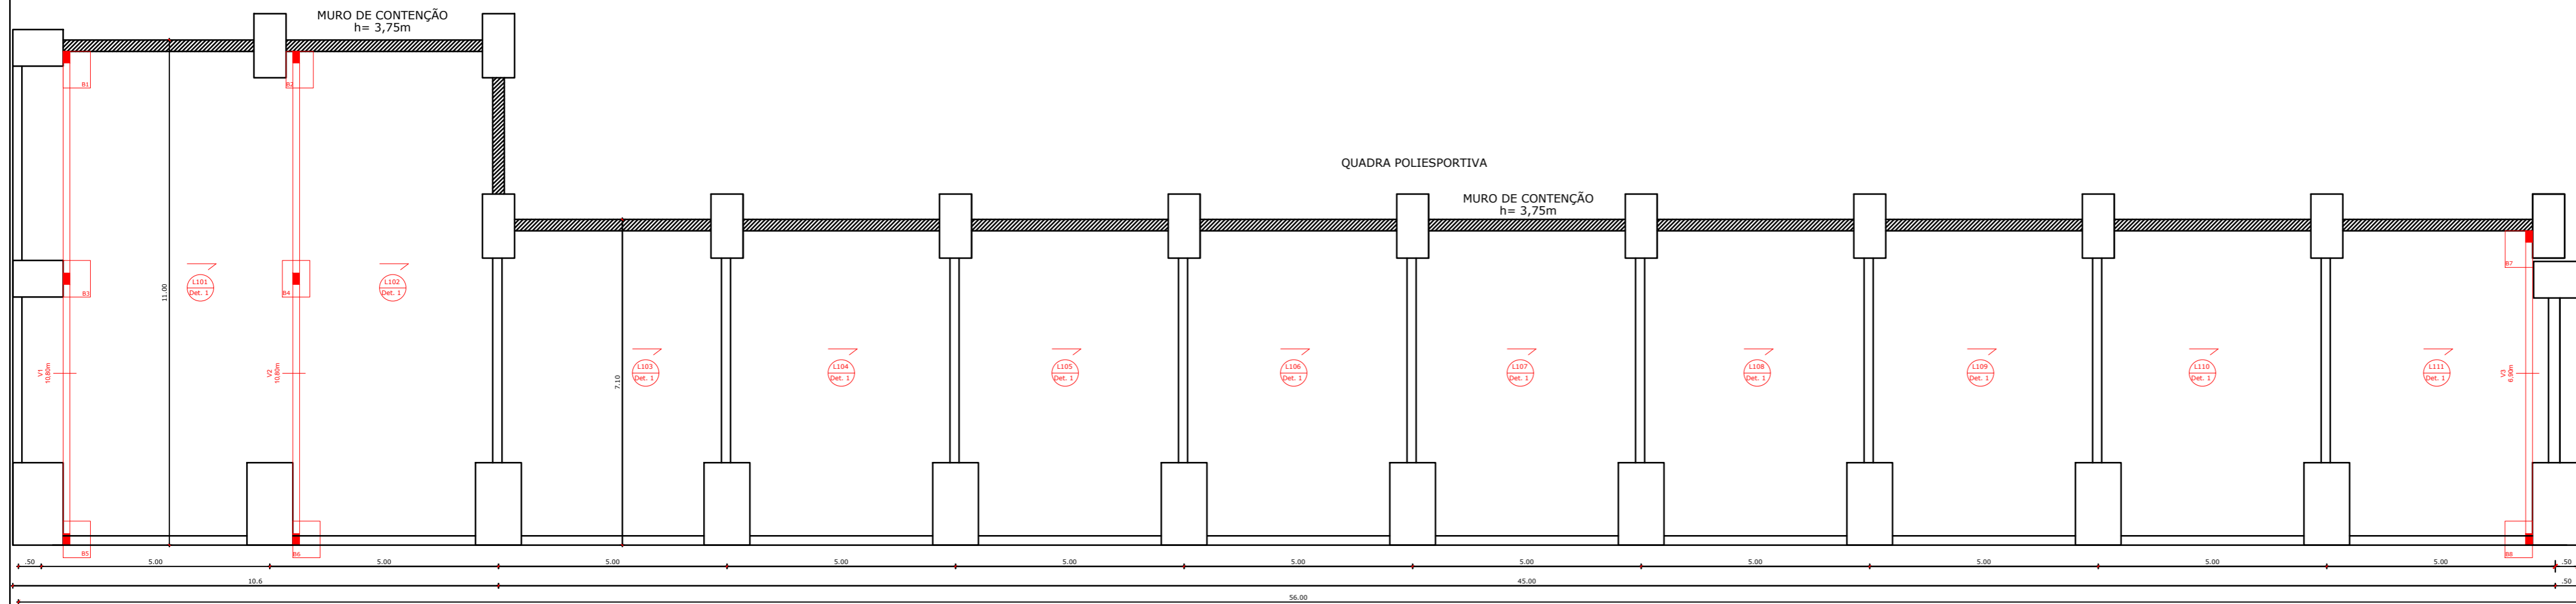 MURO DE CONTENÇÃO
h= 3,75m
B1
B2
QUADRA POLIESPORTIVA
MURO DE CONTENÇÃO
h= 3,75m
B7
L101
Det. 1
L102
Det. 1
B3
B4
11.00
L103
Det. 1
L104
Det. 1
L105
Det. 1
L106
Det. 1
L107
Det. 1
L108
Det. 1
L109
Det. 1
L110
Det. 1
L111
Det. 1
V1
10,80m
V2
10,80m
7.10
V3
6,90m
B5
B6
B8
.50
5.00
5.00
5.00
5.00
5.00
5.00
5.00
5.00
5.00
5.00
5.00
.50
10.6
45.00
.50
56.00